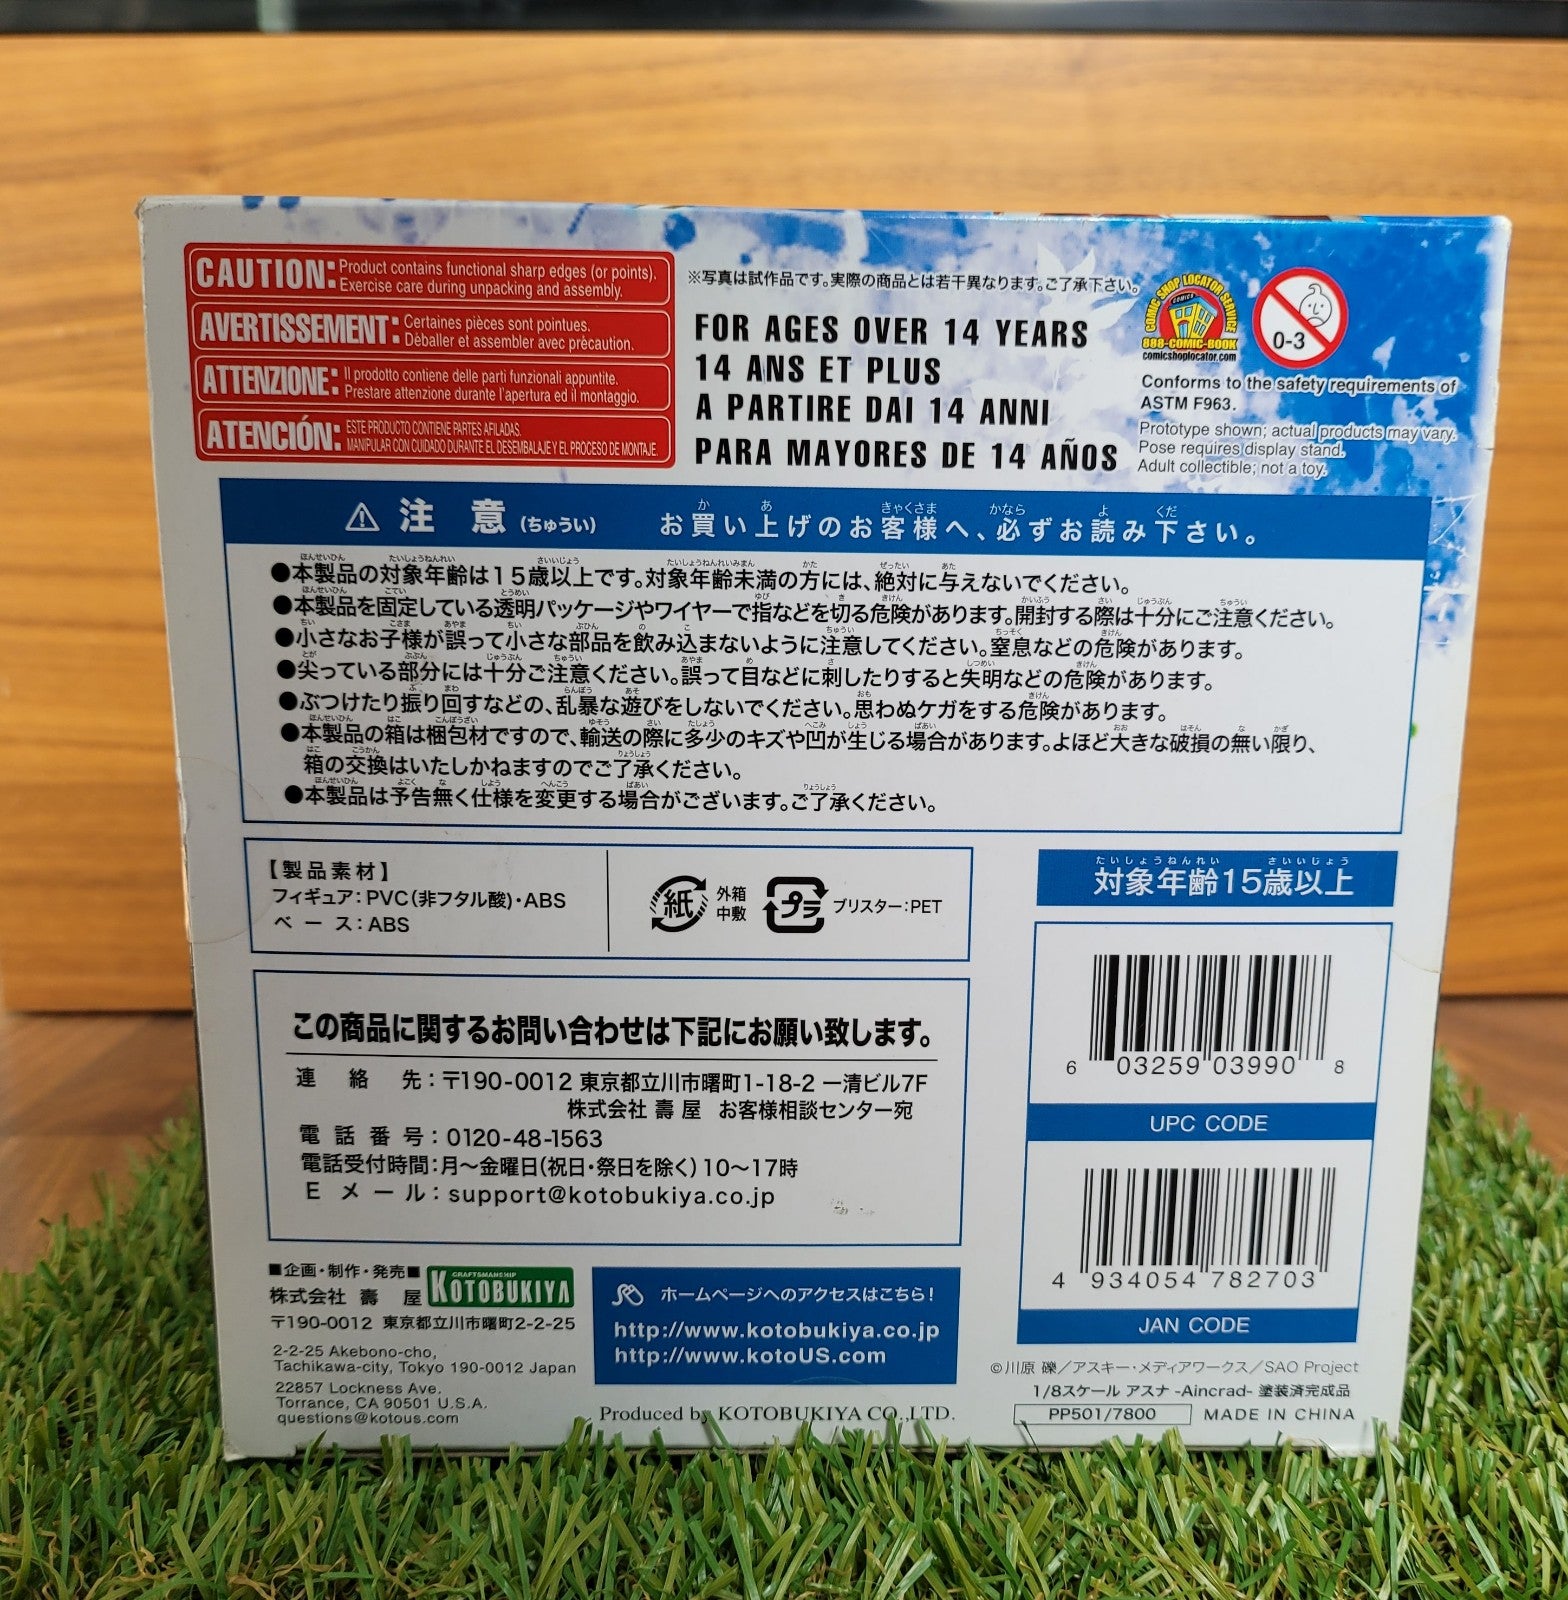 CAUTION: Product contains functional sharp edges (or points).
Exercise care during unpacking and assembly.
AVERTISSEMENT: Certaines pièces sont pointues.
Déballer et assembler avec précaution.
ATTENZIONE: Il prodotto contiene delle parti funzionali appuntite.
Prestare attenzione durante l'apertura ed il montaggio.
ATENCIÓN: ESTE PRODUCTO CONTIENE PARTES AFILADAS.
MANIPULAR CON CUIDADO DURANTE EL DESEMBALAJE Y EL PROCESO DE MONTAJE.
※写真は試作品です。実際の商品とは若干異なります。ご了承下さい。
FOR AGES OVER 14 YEARS
14 ANS ET PLUS
A PARTIRE DAI 14 ANNI
PARA MAYORES DE 14 AÑOS
COMIC SHOP LOCATOR SERVICE
COMICS
888-COMIC-BOOK
comicshoplocator.com
0-3
Conforms to the safety requirements of
ASTM F963.
Prototype shown; actual products may vary.
Pose requires display stand.
Adult collectible; not a toy.
注意(ちゅうい) お買い上げのお客様へ、必ずお読み下さい。
●本製品の対象年齢は15歳以上です。対象年齢未満の方には、絶対に与えないでください。
●本製品を固定している透明パッケージやワイヤーで指などを切る危険があります。開封する際は十分にご注意ください。
●小さなお子様が誤って小さな部品を飲み込まないように注意してください。窒息などの危険があります。
●尖っている部分には十分ご注意ください。誤って目などに刺したりすると失明などの危険があります。
●ぶつけたり振り回すなどの、乱暴な遊びをしないでください。思わぬケガをする危険があります。
●本製品の箱は梱包材ですので、輸送の際に多少のキズや凹が生じる場合があります。よほど大きな破損の無い限り、
箱の交換はいたしかねますのでご了承ください。
●本製品は予告無く仕様を変更する場合がございます。ご了承ください。
【製品素材】
フィギュア:PVC(非フタル酸)・ABS
ベース:ABS
紙 外箱
中敷
プラ ブリスター:PET
たいしょうねんれい さいいじょう
対象年齢15歳以上
6 03259 03990 8
UPC CODE
4 934054 782703
JAN CODE
この商品に関するお問い合わせは下記にお願い致します。
連絡先:〒190-0012 東京都立川市曙町1-18-2 一清ビル7F
株式会社 壽屋 お客様相談センター宛
電話番号:0120-48-1563
電話受付時間:月〜金曜日(祝日・祭日を除く)10〜17時
Eメール:support@kotobukiya.co.jp
■企画・制作・発売■
株式会社 壽屋
CRAFTSMANSHIP
KOTOBUKIYA
〒190-0012 東京都立川市曙町2-2-25
2-2-25 Akebono-cho,
Tachikawa-city, Tokyo 190-0012 Japan
22857 Lockness Ave.
Torrance, CA 90501 U.S.A.
questions@kotous.com
ホームページへのアクセスはこちら!
http://www.kotobukiya.co.jp
http://www.kotoUS.com
Produced by KOTOBUKIYA CO.,LTD.
©川原 礫/アスキー・メディアワークス/SAO Project
1/8スケール アスナ -Aincrad- 塗装済完成品
PP501/7800 MADE IN CHINA